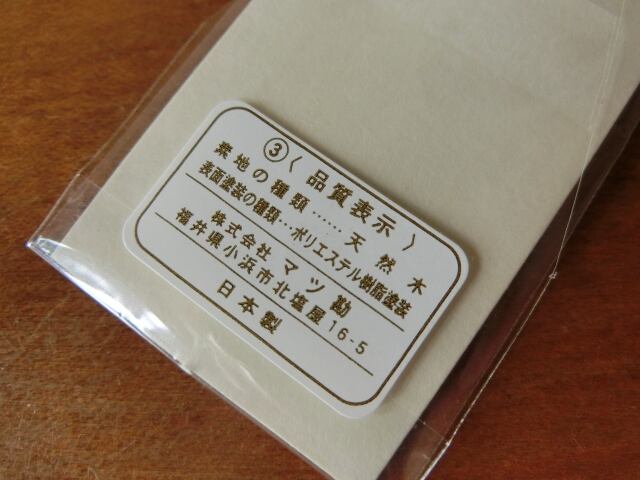 ③〈品質表示〉
素地の種類……天然木
表面塗装の種類…ポリエステル樹脂塗装
株式会社マツ勘
福井県小浜市北塩屋16-5
日本製